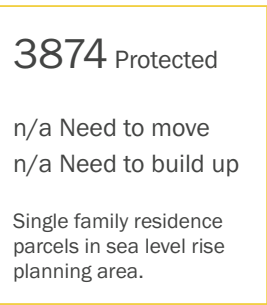 3874 Protected
n/a Need to move
n/a Need to build up
Single family residence
parcels in sea level rise
planning area.